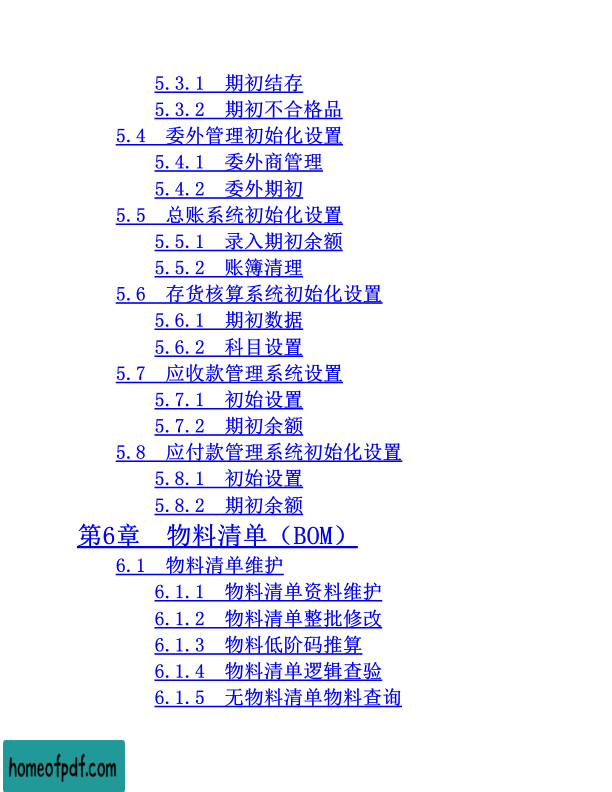 5.3.1 期初结存
5.3.2 期初不合格品
5.4 委外管理初始化设置
5.4.1 委外商管理
5.4.2 委外期初
5.5 总账系统初始化设置
5.5.1 录入期初余额
5.5.2 账簿清理
5.6 存货核算系统初始化设置
5.6.1 期初数据
5.6.2 科目设置
5.7 应收款管理系统设置
5.7.1 初始设置
5.7.2 期初余额
5.8 应付款管理系统初始化设置
5.8.1 初始设置
5.8.2 期初余额
第6章 物料清单（BOM）
6.1 物料清单维护
6.1.1 物料清单资料维护
6.1.2 物料清单整批修改
6.1.3 物料低阶码推算
6.1.4 物料清单逻辑查验
6.1.5 无物料清单物料查询
homeofpdf.com